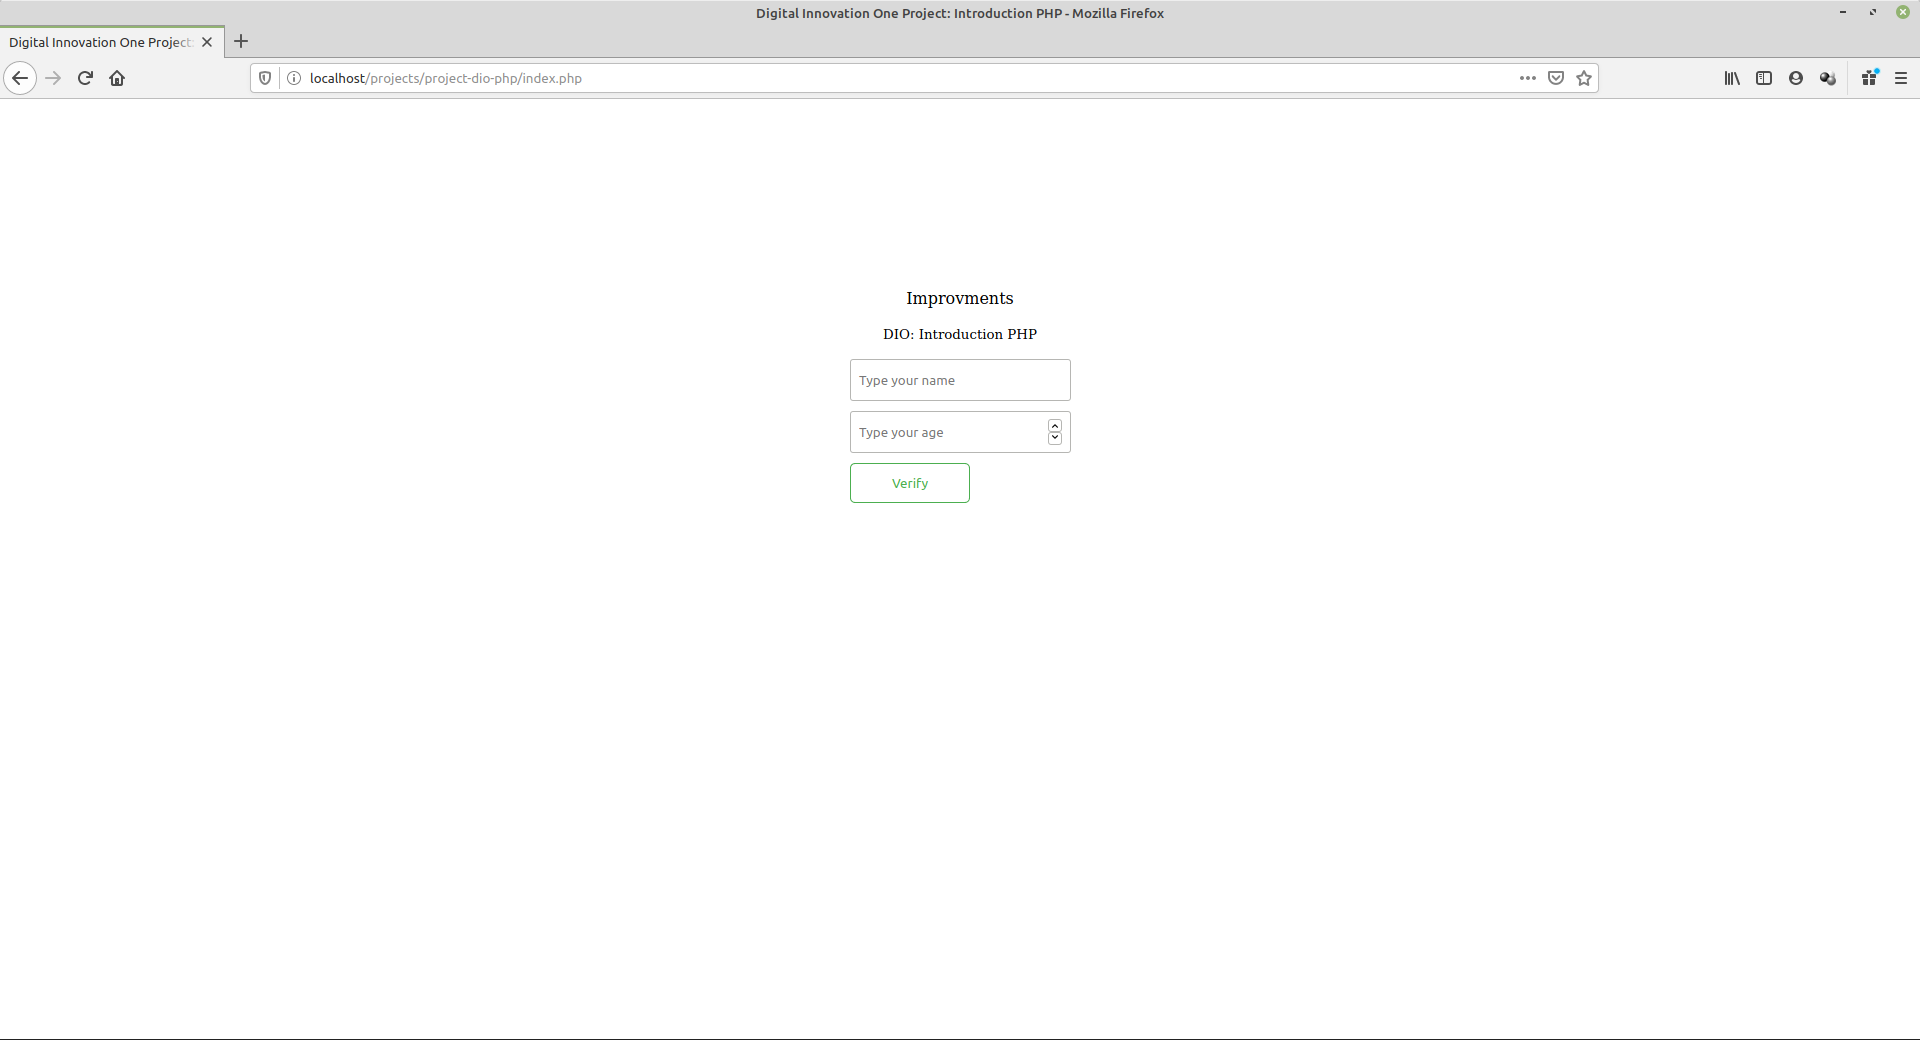 Digital Innovation One Project: Introduction PHP - Mozilla Firefox
Digital Innovation One Project:
localhost/projects/project-dio-php/index.php
Improvments
DIO: Introduction PHP
Type your name
Type your age
Verify